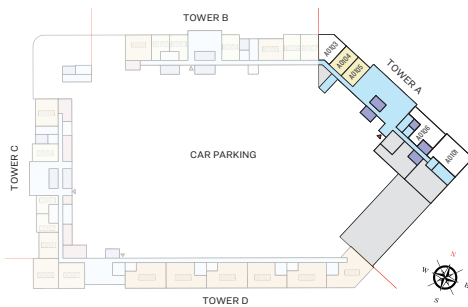 TOWER B
A0103
A0104
A0105
TOWER A
A0106
A0101
TOWER C
CAR PARKING
TOWER D
N
W
E
S